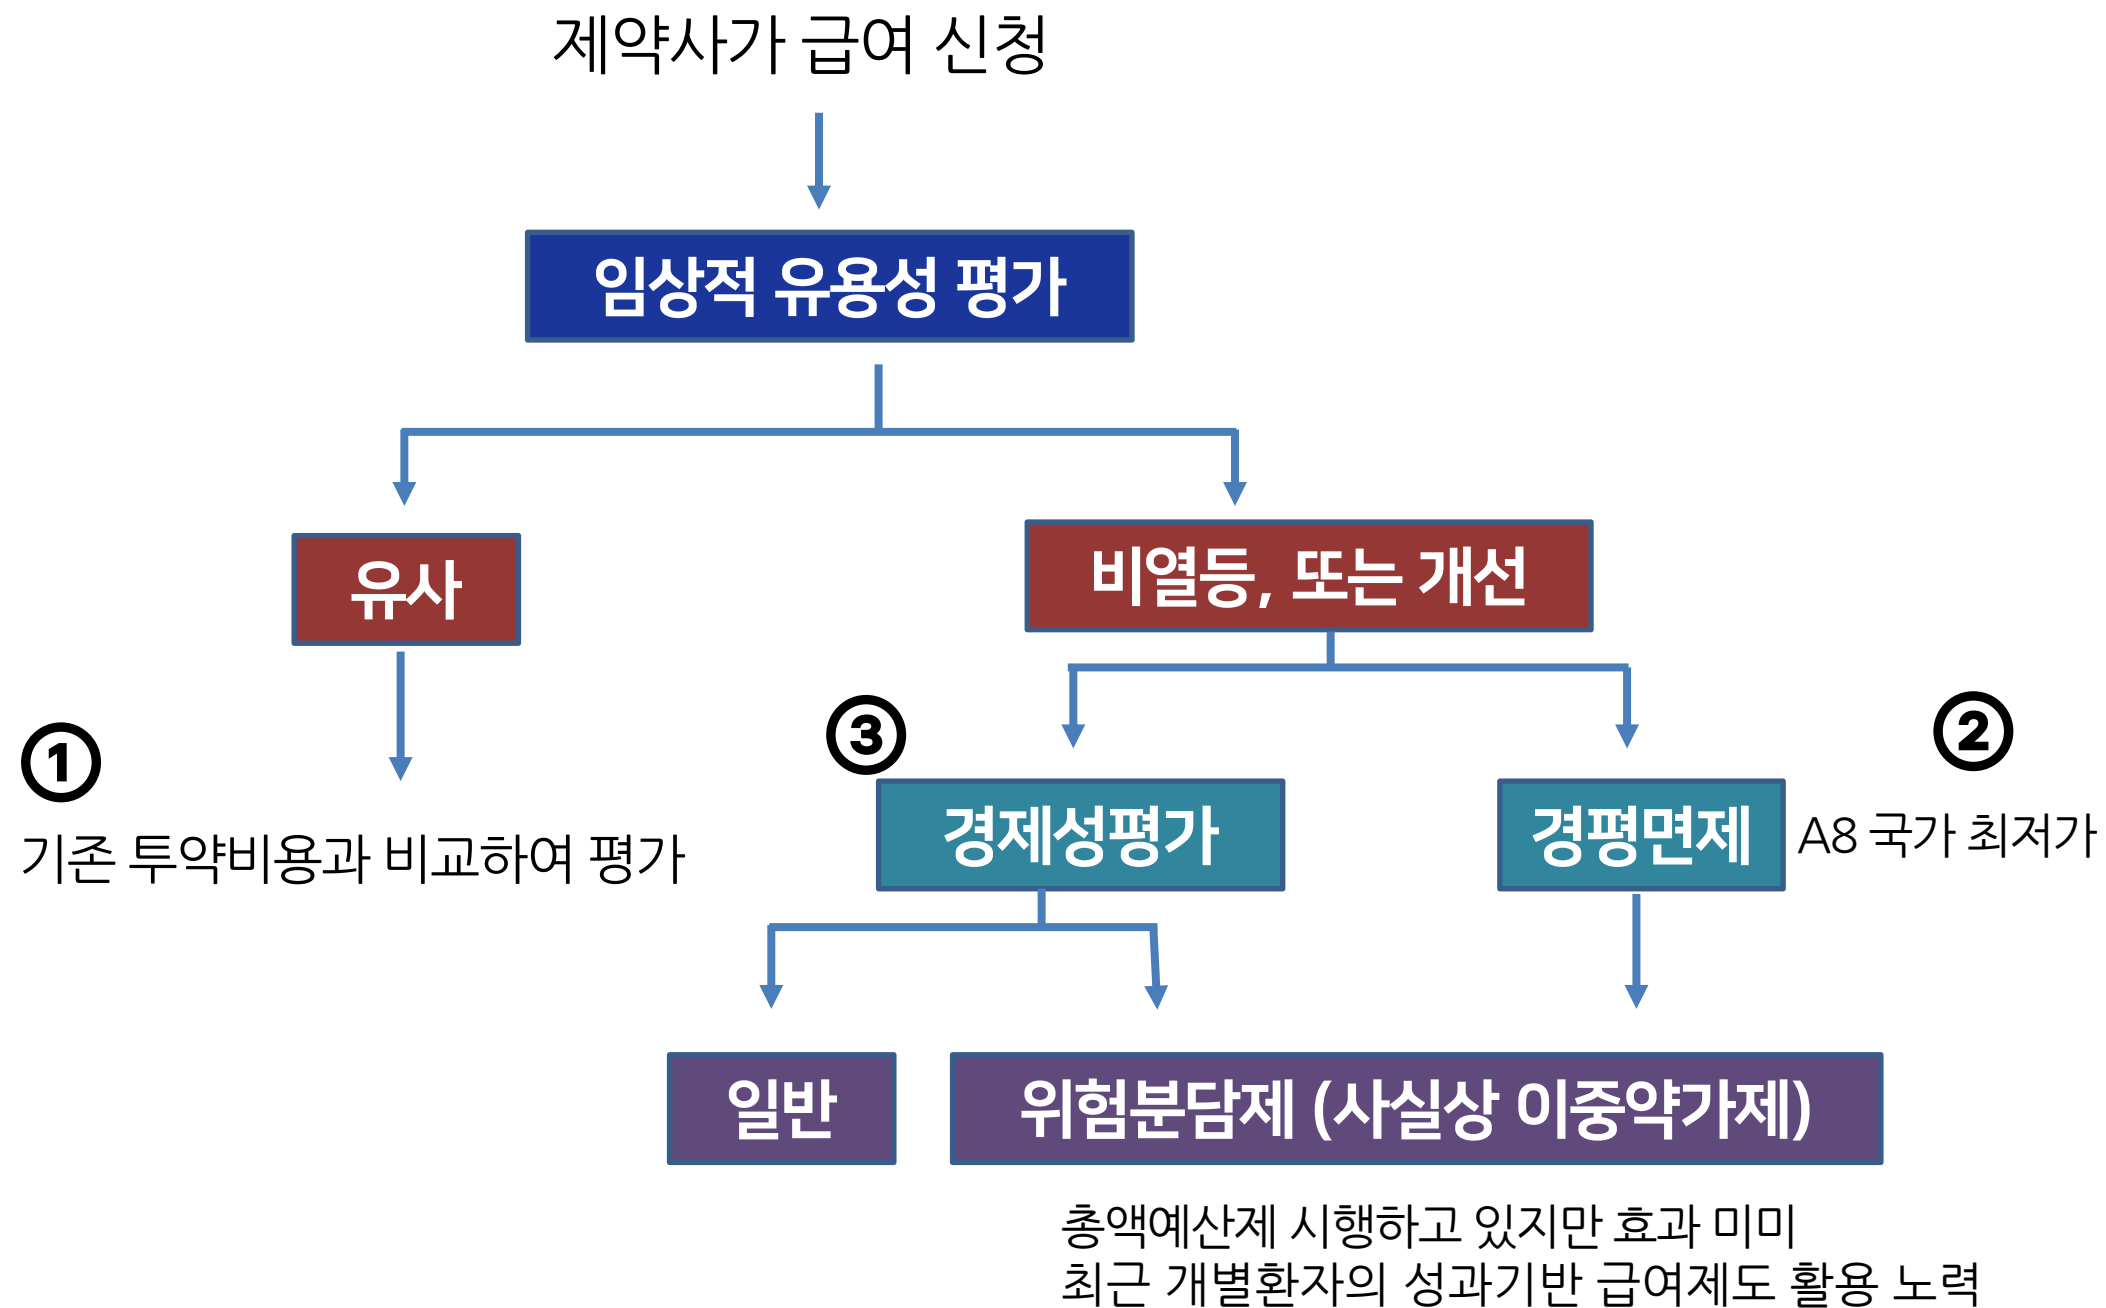 제약사가 급여 신청
임상적 유용성 평가
유사
비열등, 또는 개선
①
기존 투약비용과 비교하여 평가
③
경제성평가
경평면제
②
A8 국가 최저가
일반
위험분담제 (사실상 이중약가제)
총액예산제 시행하고 있지만 효과 미미
최근 개별환자의 성과기반 급여제도 활용 노력